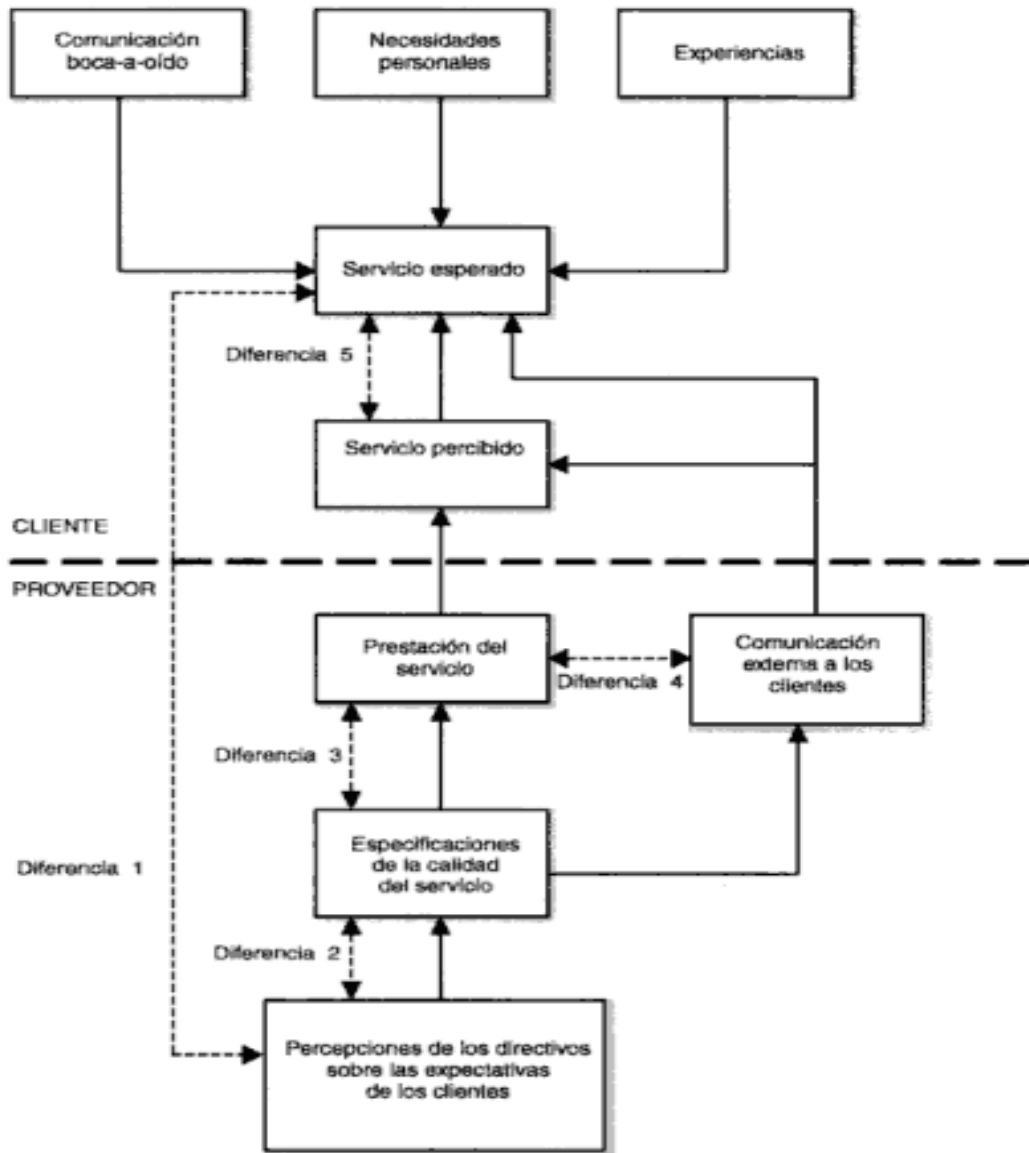 Comunicación
boca-a-oído
Necesidades
personales
Experiencias
Servicio esperado
Diferencia 5
Servicio percibido
CLIENTE
PROVEEDOR
Prestación del
servicio
Diferencia 4
Comunicación
externa a los
clientes
Diferencia 3
Especificaciones
de la calidad
del servicio
Diferencia 1
Diferencia 2
Percepciones de los directivos
sobre las expectativas
de los clientes